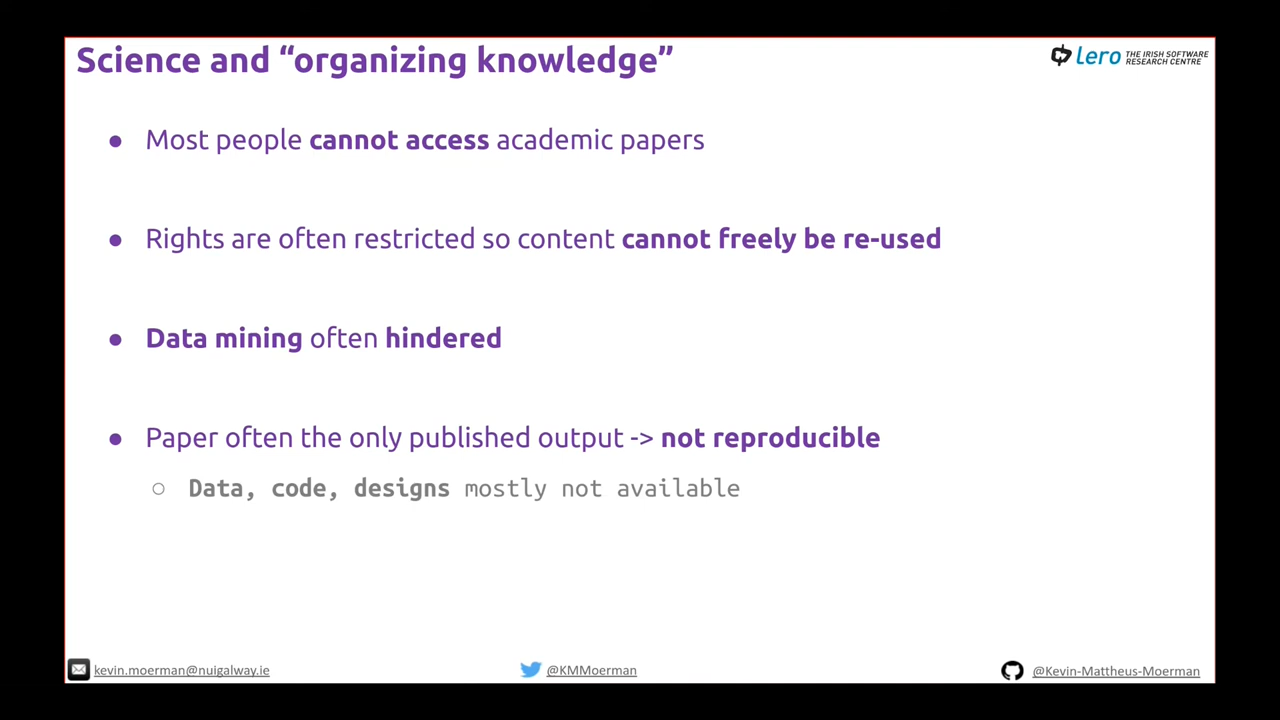 Science and “organizing knowledge”
lero THE IRISH SOFTWARE
RESEARCH CENTRE
● Most people cannot access academic papers
● Rights are often restricted so content cannot freely be re-used
● Data mining often hindered
● Paper often the only published output -> not reproducible
○ Data, code, designs mostly not available
kevin.moerman@nuigalway.ie
@KMMoerman
@Kevin-Mattheus-Moerman